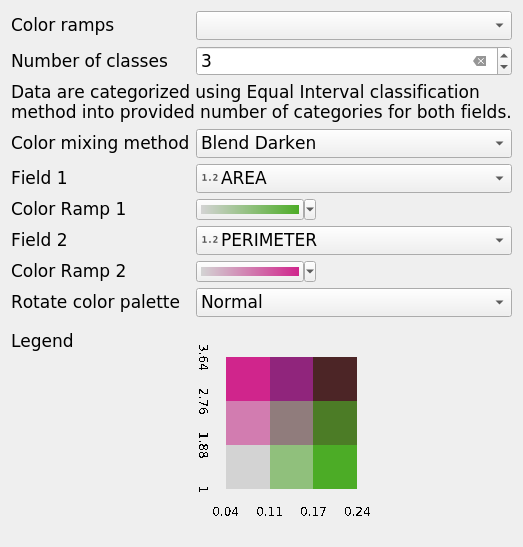 Color ramps
Number of classes 3
Data are categorized using Equal Interval classification
method into provided number of categories for both fields.
Color mixing method Blend Darken
Field 1 1.2 AREA
Color Ramp 1
Field 2 1.2 PERIMETER
Color Ramp 2
Rotate color palette Normal
Legend
3.64
2.76
1.88
1
0.04 0.11 0.17 0.24